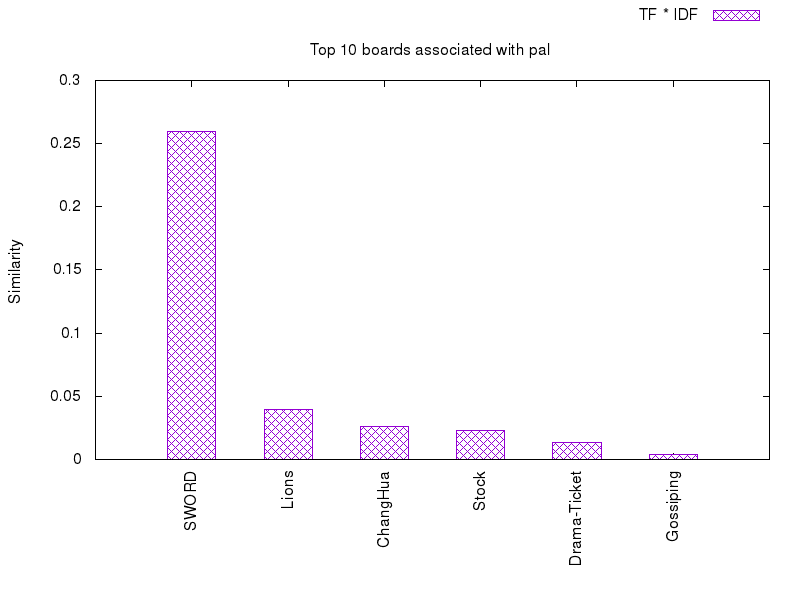 TF * IDF
Top 10 boards associated with pal
0.3
0.25
0.2
0.15
0.1
0.05
0
Similarity
SWORD
Lions
ChangHua
Stock
Drama-Ticket
Gossiping